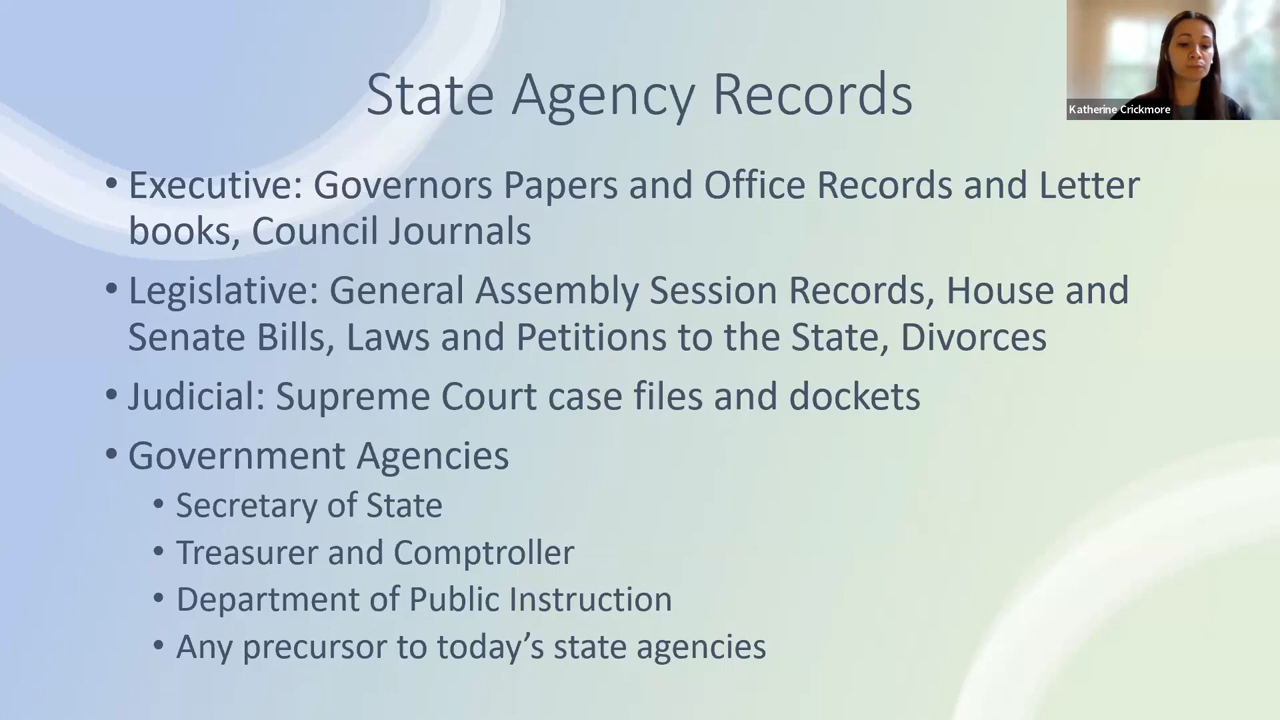 State Agency Records
Katherine Crickmore
• Executive: Governors Papers and Office Records and Letter
books, Council Journals
• Legislative: General Assembly Session Records, House and
Senate Bills, Laws and Petitions to the State, Divorces
• Judicial: Supreme Court case files and dockets
• Government Agencies
• Secretary of State
• Treasurer and Comptroller
• Department of Public Instruction
• Any precursor to today’s state agencies